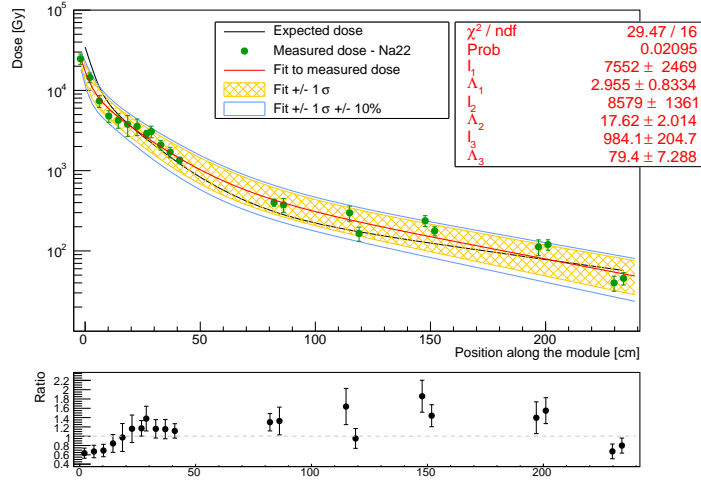 Dose [Gy]
10^5
10^4
10^3
10^2
0
50
100
150
200
Position along the module [cm]
Expected dose
Measured dose - Na22
Fit to measured dose
Fit +/- 1 σ
Fit +/- 1 σ +/- 10%
χ² / ndf 29.47 / 16
Prob 0.02095
I_1 7552 ± 2469
Λ_1 2.955 ± 0.8334
I_2 8579 ± 1361
Λ_2 17.62 ± 2.014
I_3 984.1 ± 204.7
Λ_3 79.4 ± 7.288
Ratio
2.2
2
1.8
1.6
1.4
1.2
1
0.8
0.6
0.4
0
50
100
150
200
250